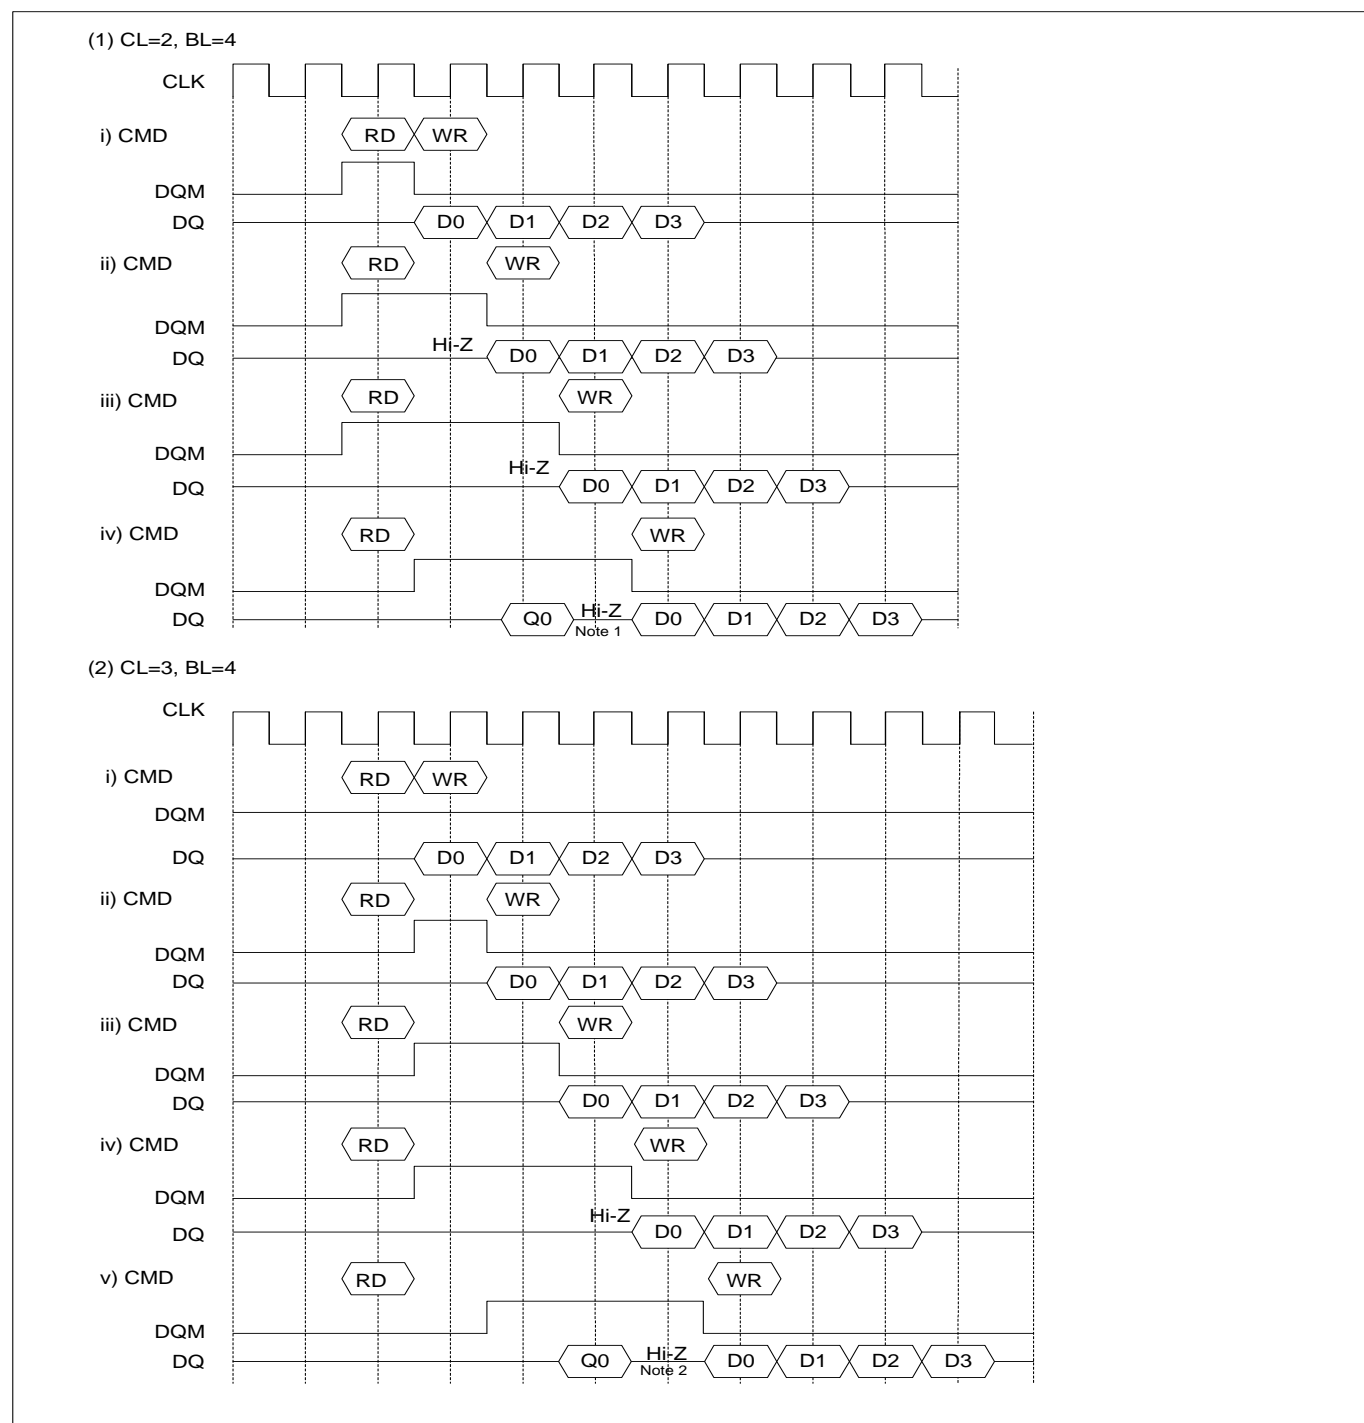 (1) CL=2, BL=4
CLK
i) CMD RD WR
DQM
DQ D0 D1 D2 D3
ii) CMD RD WR
DQM
DQ Hi-Z D0 D1 D2 D3
iii) CMD RD WR
DQM
DQ Hi-Z D0 D1 D2 D3
iv) CMD RD WR
DQM
DQ Q0 Hi-Z D0 D1 D2 D3
Note 1
(2) CL=3, BL=4
CLK
i) CMD RD WR
DQM
DQ D0 D1 D2 D3
ii) CMD RD WR
DQM
DQ D0 D1 D2 D3
iii) CMD RD WR
DQM
DQ D0 D1 D2 D3
iv) CMD RD WR
DQM
DQ Hi-Z D0 D1 D2 D3
v) CMD RD WR
DQM
DQ Q0 Hi-Z D0 D1 D2 D3
Note 2